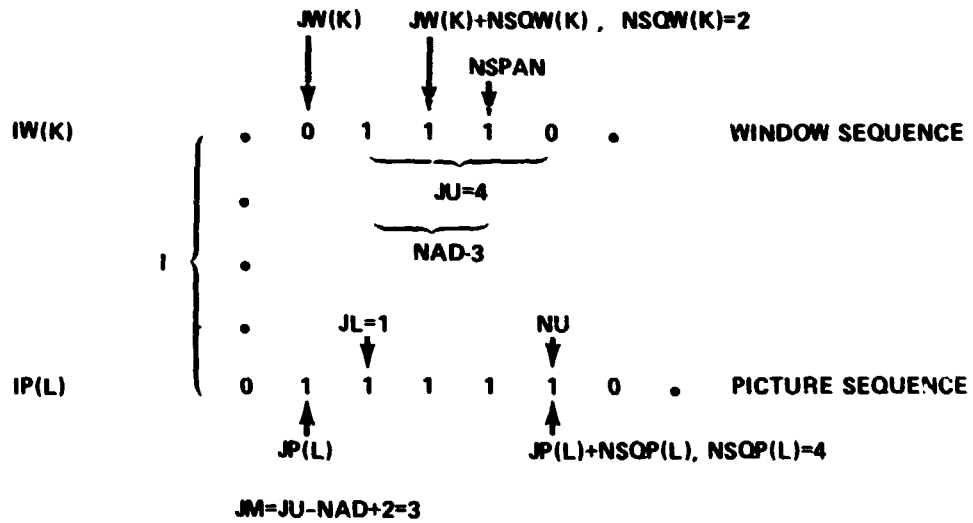 JW(K) JW(K)+NSQW(K) , NSQW(K)=2
NSPAN
IW(K) • 0 1 1 1 0 • WINDOW SEQUENCE
JU=4
NAD-3
I
JL=1 NU
IP(L) 0 1 1 1 1 1 0 • PICTURE SEQUENCE
JP(L) JP(L)+NSQP(L), NSQP(L)=4
JM=JU-NAD+2=3